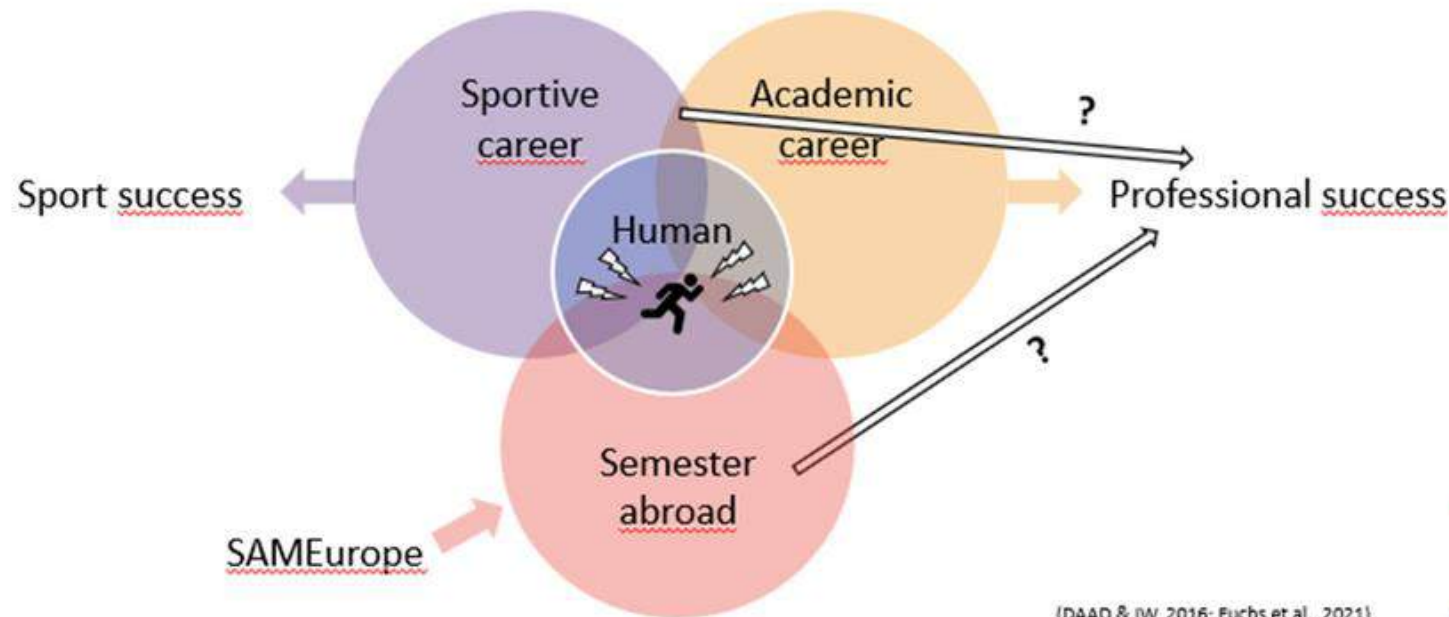 Sportive
career
Academic
career
?
Sport success
Professional success
Human
?
Semester
abroad
SAMEurope
(DAAD & IW, 2016; Fuchs et al., 2021)